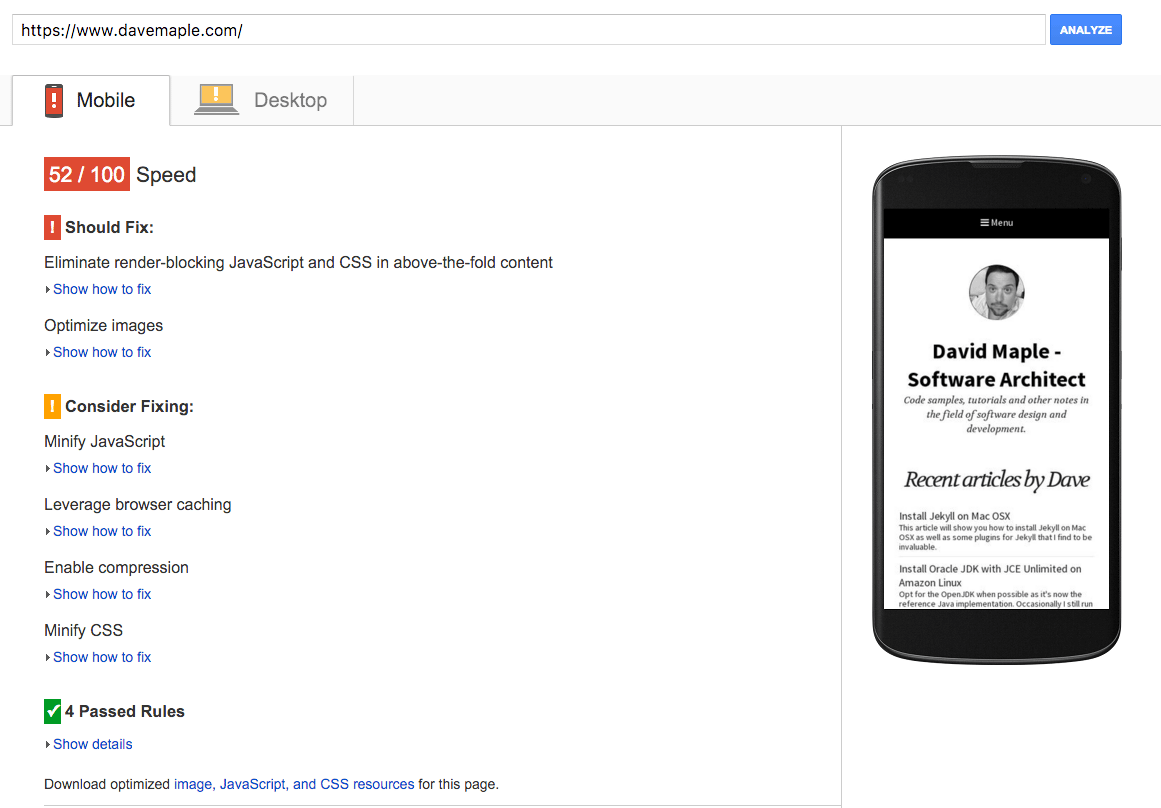 https://www.davemaple.com/
ANALYZE
Mobile
Desktop
52 / 100 Speed
! Should Fix:
Eliminate render-blocking JavaScript and CSS in above-the-fold content
Show how to fix
Optimize images
Show how to fix
! Consider Fixing:
Minify JavaScript
Show how to fix
Leverage browser caching
Show how to fix
Enable compression
Show how to fix
Minify CSS
Show how to fix
4 Passed Rules
Show details
Download optimized image, JavaScript, and CSS resources for this page.
Menu
David Maple -
Software Architect
Code samples, tutorials and other notes in
the field of software design and
development.
Recent articles by Dave
Install Jekyll on Mac OSX
This article will show you how to install Jekyll on Mac
OSX as well as some plugins for Jekyll that I find to be
invaluable.
Install Oracle JDK with JCE Unlimited on
Amazon Linux
Opt for the OpenJDK when possible as it's now the
reference Java implementation. Occasionally I still run